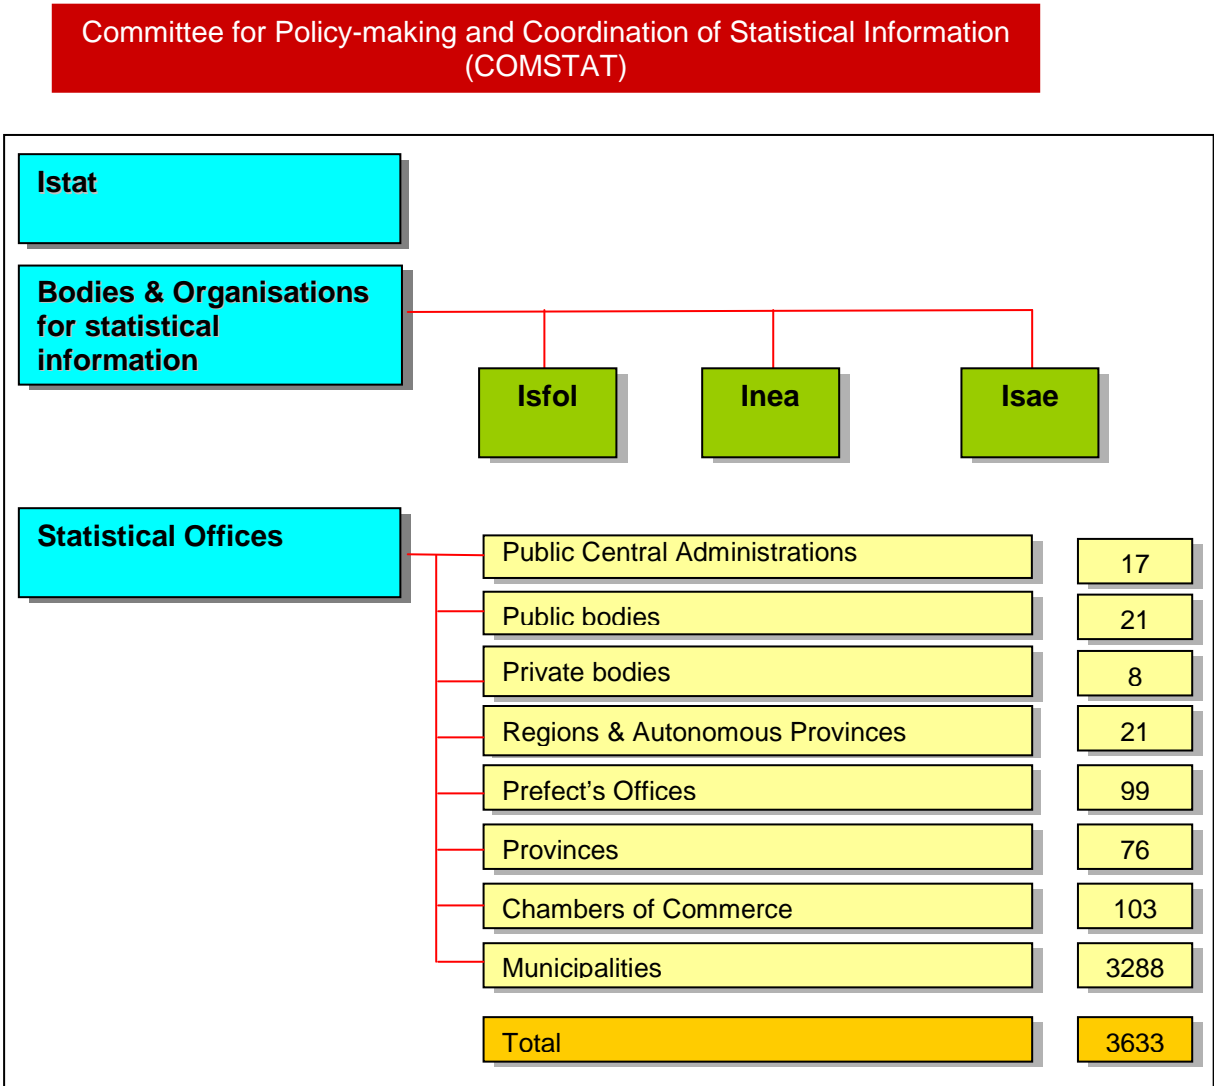 Committee for Policy-making and Coordination of Statistical Information
(COMSTAT)
Istat
Bodies & Organisations
for statistical
information
Isfol
Inea
Isae
Statistical Offices
Public Central Administrations
17
Public bodies
21
Private bodies
8
Regions & Autonomous Provinces
21
Prefect's Offices
99
Provinces
76
Chambers of Commerce
103
Municipalities
3288
Total
3633